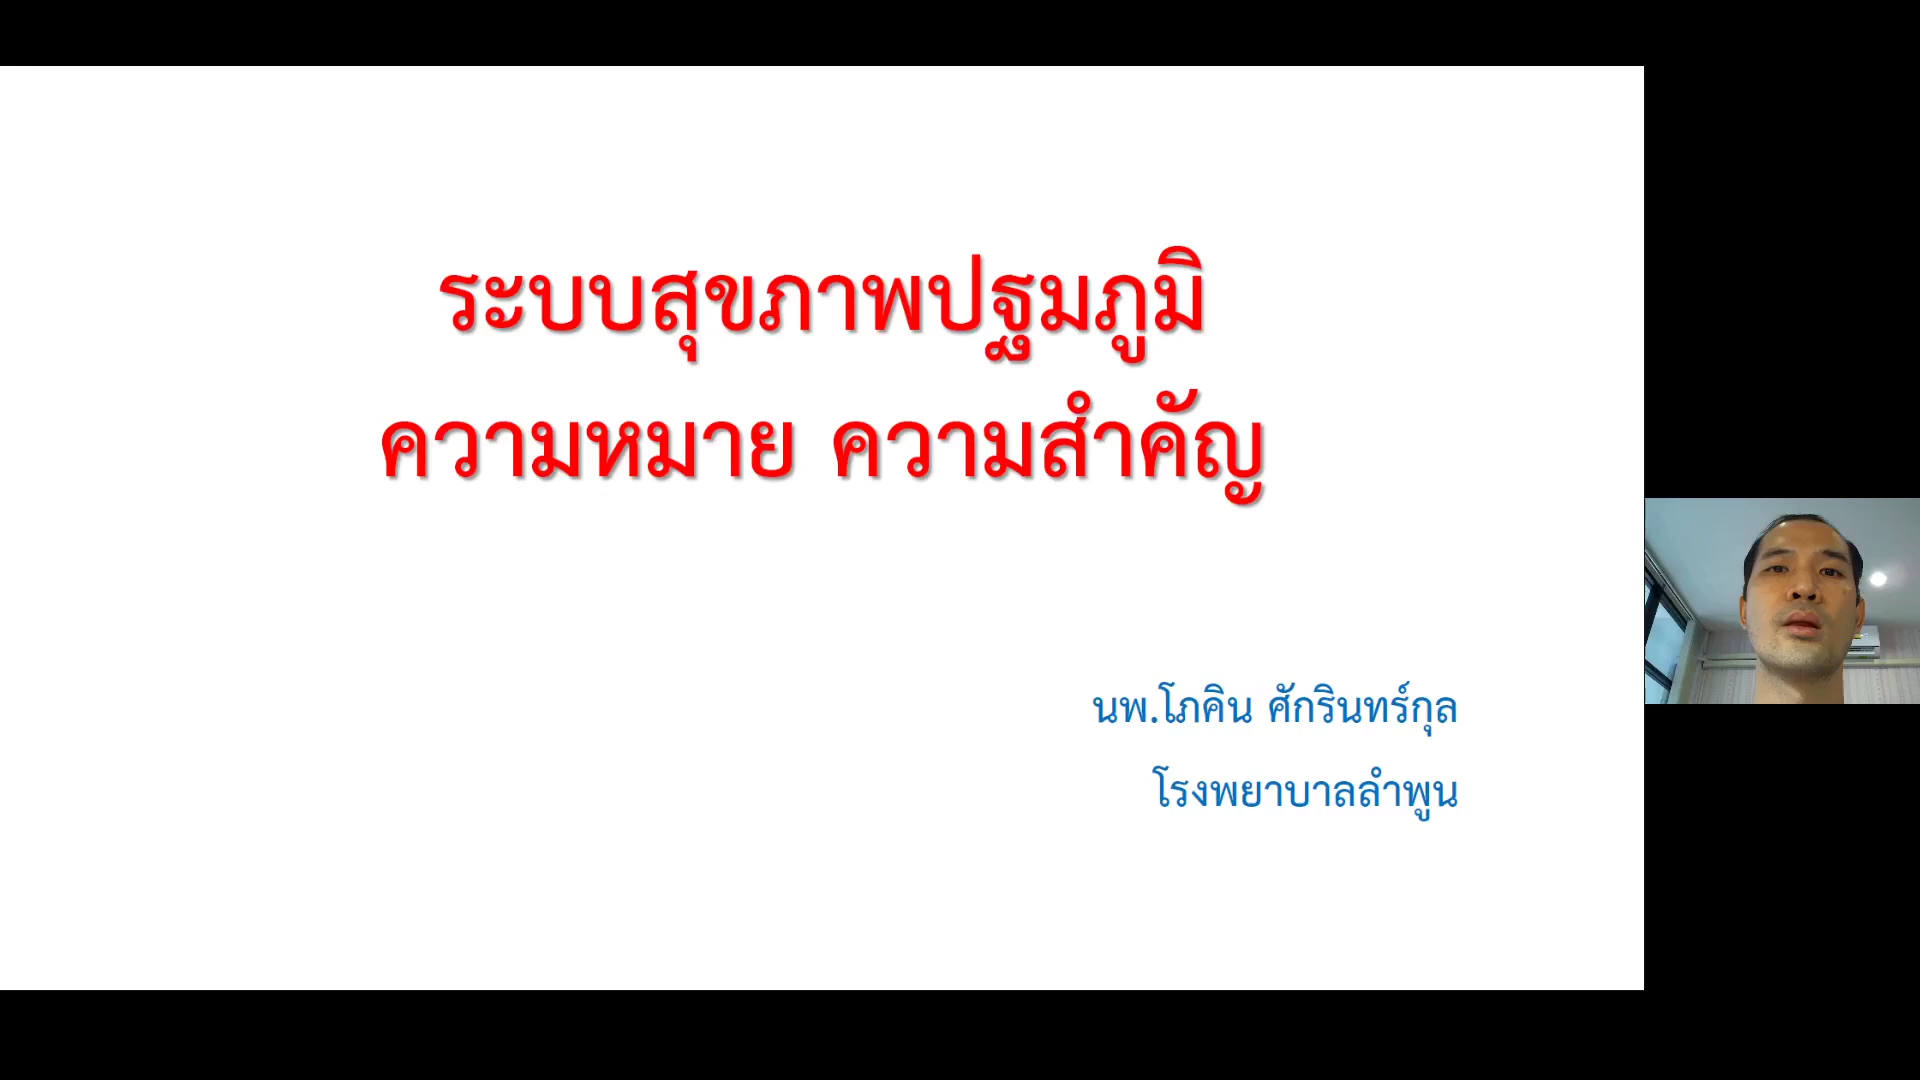 ระบบสุขภาพปฐมภูมิ
ความหมาย ความสำคัญ
นพ.โภคิน ศักรินทร์กุล
โรงพยาบาลลำพูน